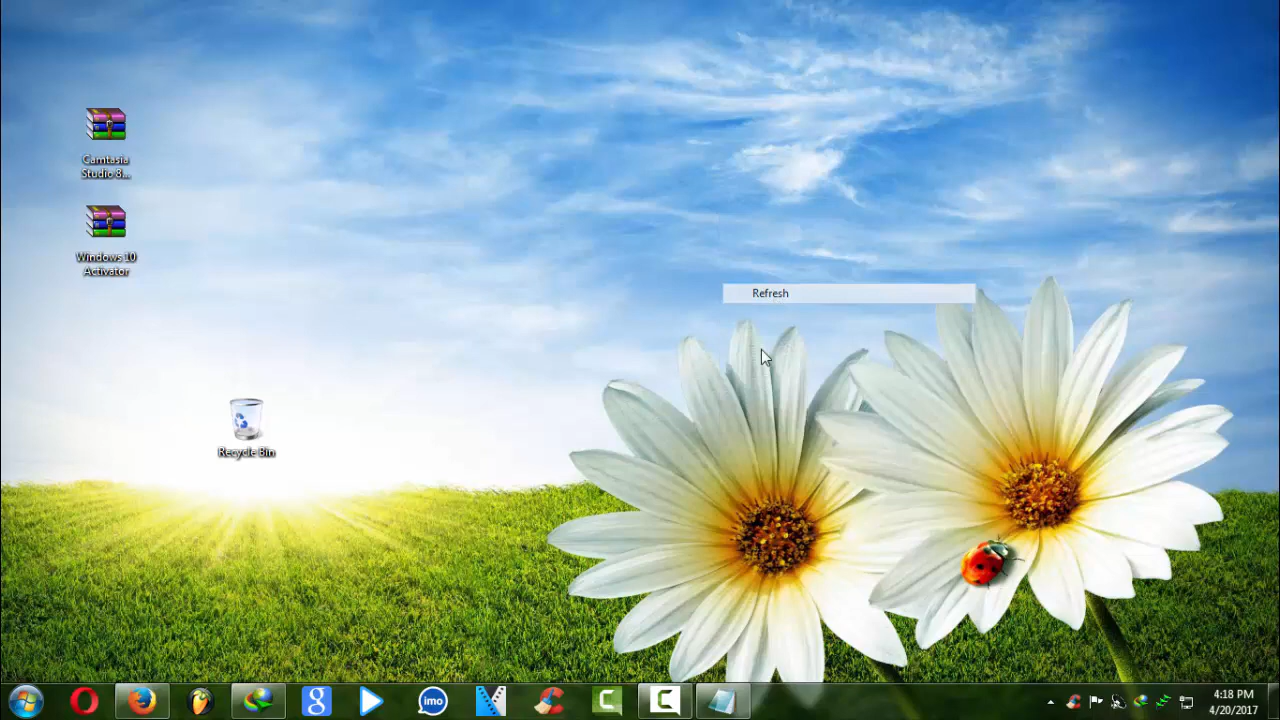 Camtasia
Studio 8...
Windows 10
Activator
Refresh
Recycle Bin
imo
4:18 PM
4/20/2017